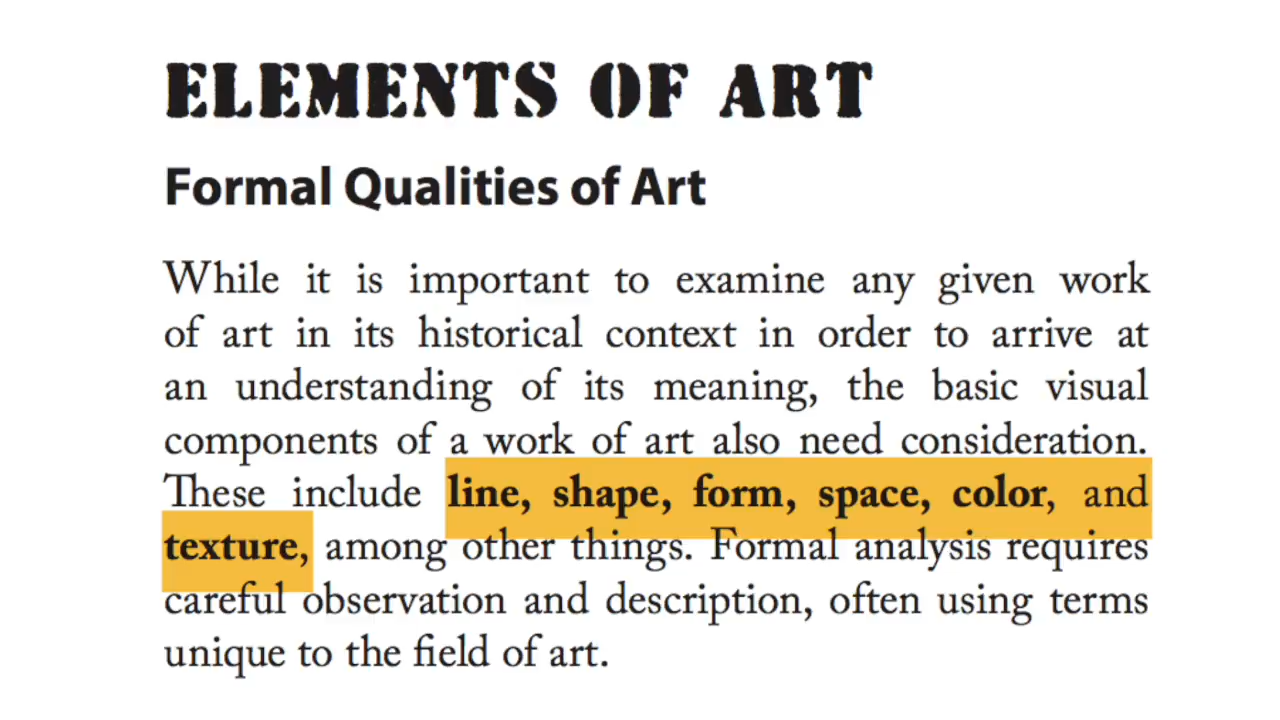 ELEMENTS OF ART
Formal Qualities of Art
While it is important to examine any given work
of art in its historical context in order to arrive at
an understanding of its meaning, the basic visual
components of a work of art also need consideration.
These include line, shape, form, space, color, and
texture, among other things. Formal analysis requires
careful observation and description, often using terms
unique to the field of art.